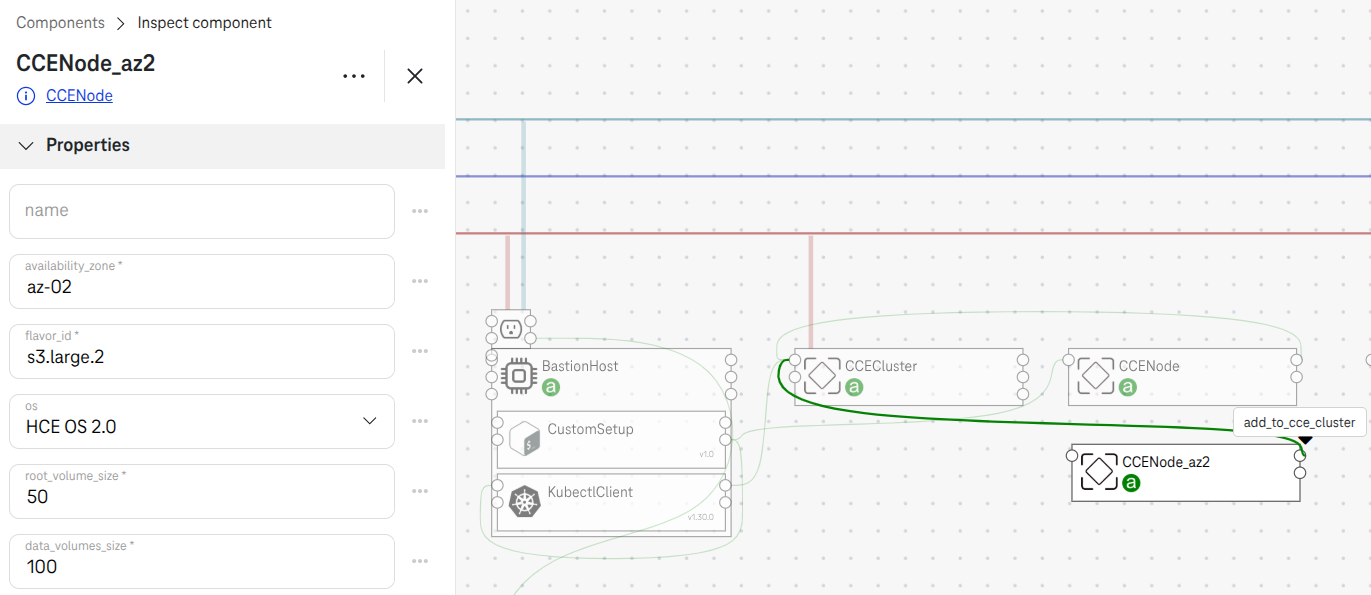 Components > Inspect component
CCENode_az2
CCENode
Properties
name
availability_zone *
az-02
flavor_id *
s3.large.2
os
HCE OS 2.0
root_volume_size *
50
data_volumes_size *
100
BastionHost
a
CustomSetup
v1.0
KubectlClient
v1.30.0
CCECluster
a
CCENode
a
add_to_cce_cluster
CCENode_az2
a